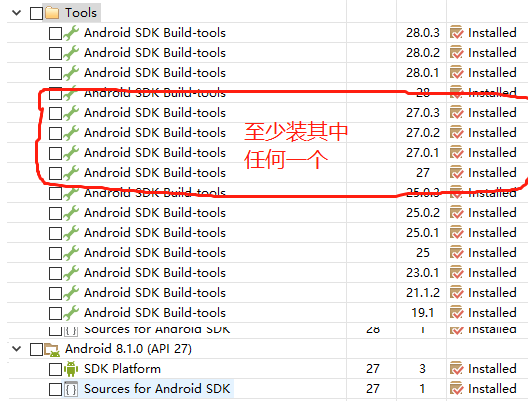 Tools
Android SDK Build-tools 28.0.3 Installed
Android SDK Build-tools 28.0.2 Installed
Android SDK Build-tools 28.0.1 Installed
Android SDK Build-tools 28 Installed
Android SDK Build-tools 27.0.3 Installed
Android SDK Build-tools 27.0.2 Installed
Android SDK Build-tools 27.0.1 Installed
Android SDK Build-tools 27 Installed
至少装其中
任何一个
Android SDK Build-tools 25.0.3 Installed
Android SDK Build-tools 25.0.2 Installed
Android SDK Build-tools 25.0.1 Installed
Android SDK Build-tools 25 Installed
Android SDK Build-tools 23.0.1 Installed
Android SDK Build-tools 21.1.2 Installed
Android SDK Build-tools 19.1 Installed
Sources for Android SDK 28 1 Installed
Android 8.1.0 (API 27)
SDK Platform 27 3 Installed
Sources for Android SDK 27 1 Installed